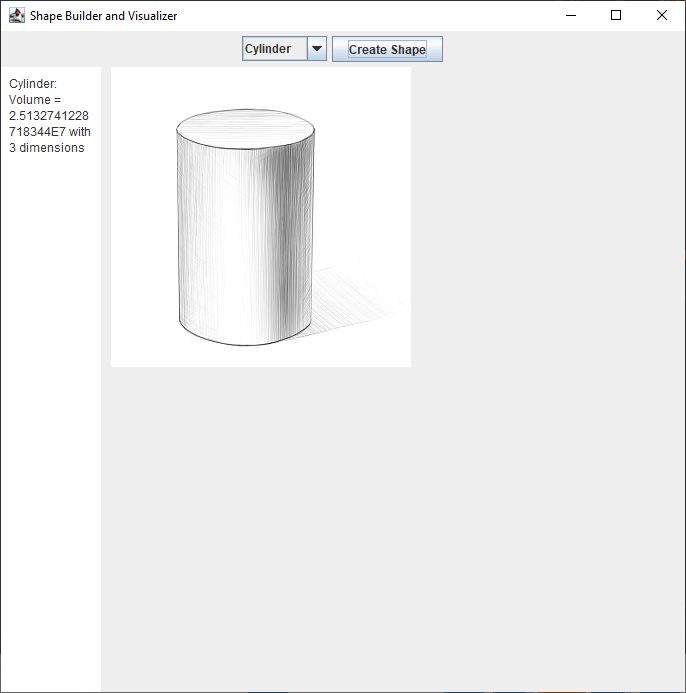 Shape Builder and Visualizer
Cylinder
Create Shape
Cylinder:
Volume =
2.5132741228
718344E7 with
3 dimensions